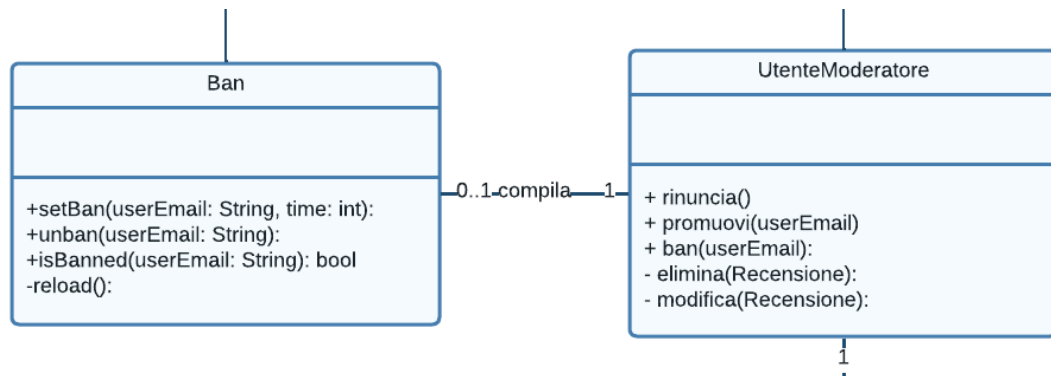 Ban
+setBan(userEmail: String, time: int):
+unban(userEmail: String):
+isBanned(userEmail: String): bool
-reload():
0..1 compila 1
UtenteModeratore
+ rinuncia()
+ promuovi(userEmail)
+ ban(userEmail):
- elimina(Recensione):
- modifica(Recensione):
1